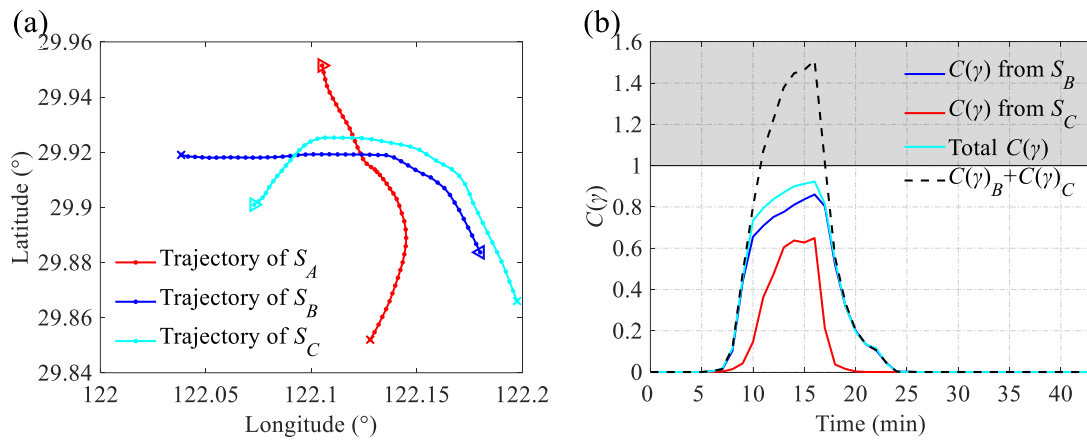 (a)
29.96
29.94
29.92
29.9
29.88
29.86
29.84
122
122.05
122.1
122.15
122.2
Latitude (°)
Longitude (°)
Trajectory of S_A
Trajectory of S_B
Trajectory of S_C
(b)
1.6
1.4
1.2
1
0.8
0.6
0.4
0.2
0
0
5
10
15
20
25
30
35
40
C(γ)
Time (min)
C(γ) from S_B
C(γ) from S_C
Total C(γ)
C(γ)_B+C(γ)_C